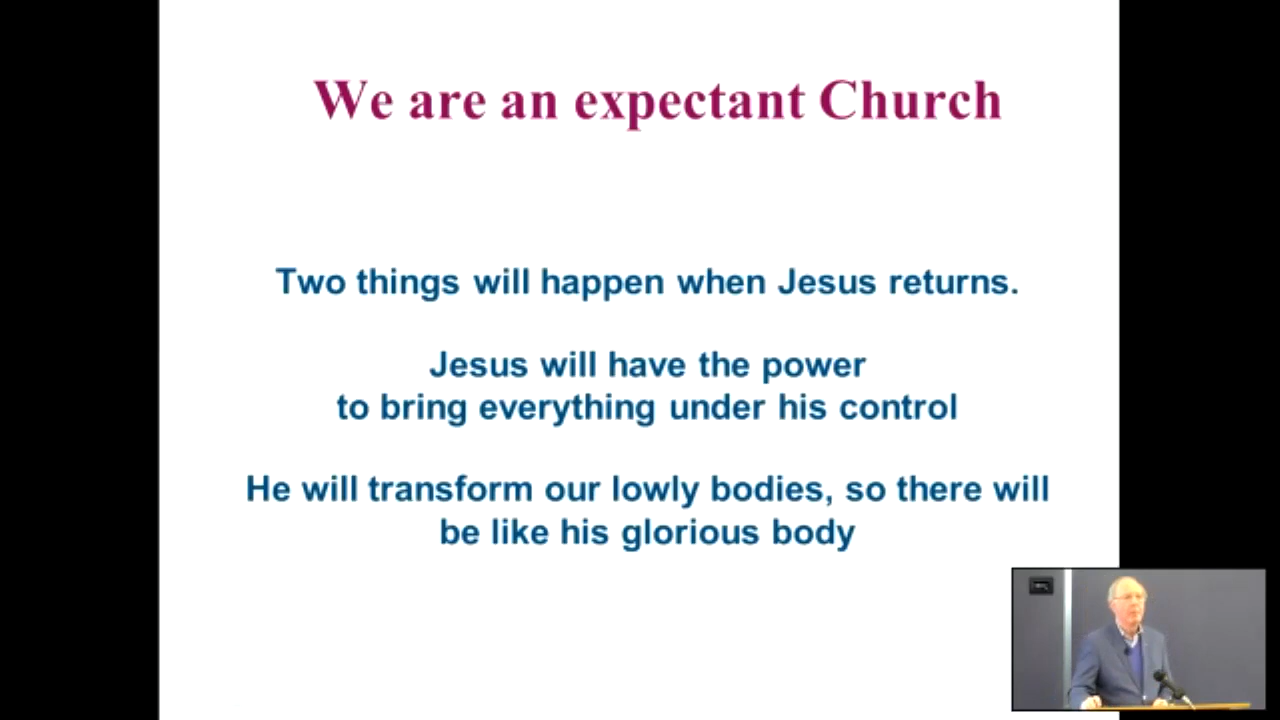 We are an expectant Church
Two things will happen when Jesus returns.
Jesus will have the power
to bring everything under his control
He will transform our lowly bodies, so there will
be like his glorious body